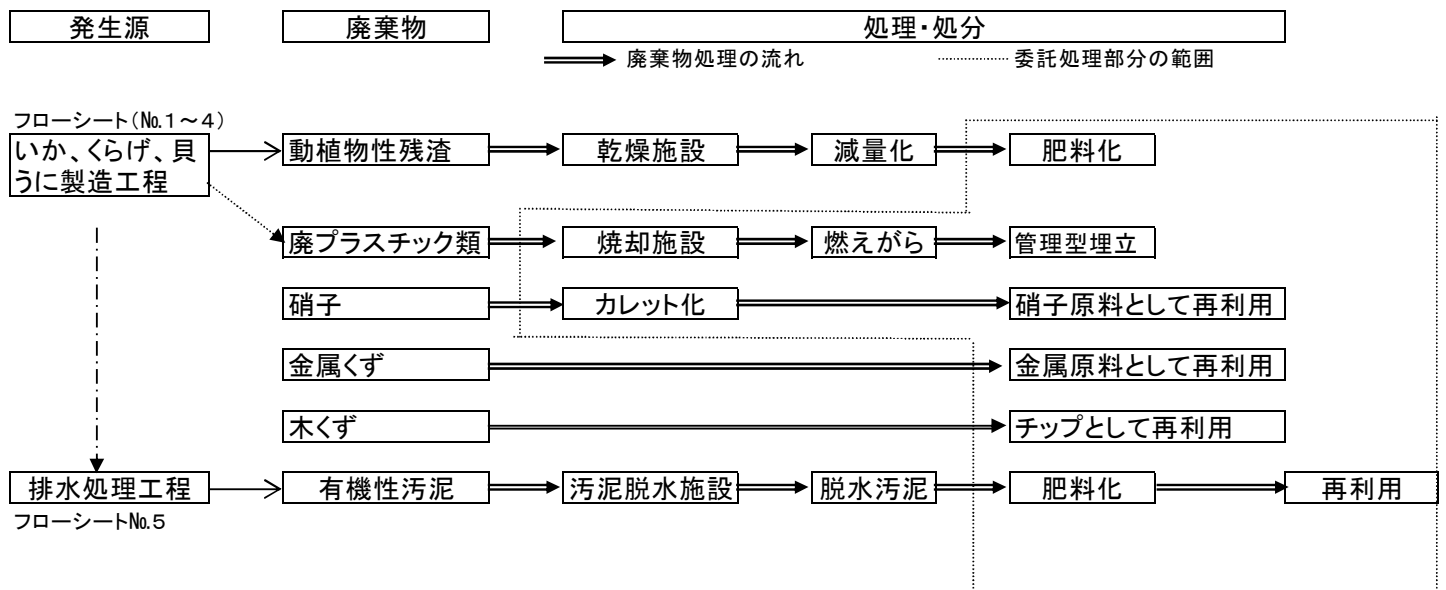 発生源
廃棄物
処理・処分
廃棄物処理の流れ
委託処理部分の範囲
フローシート(№1～4)
いか、くらげ、貝
うに製造工程
動植物性残渣
乾燥施設
減量化
肥料化
廃プラスチック類
焼却施設
燃えがら
管理型埋立
硝子
カレット化
硝子原料として再利用
金属くず
金属原料として再利用
木くず
チップとして再利用
排水処理工程
有機性汚泥
汚泥脱水施設
脱水汚泥
肥料化
再利用
フローシート№5